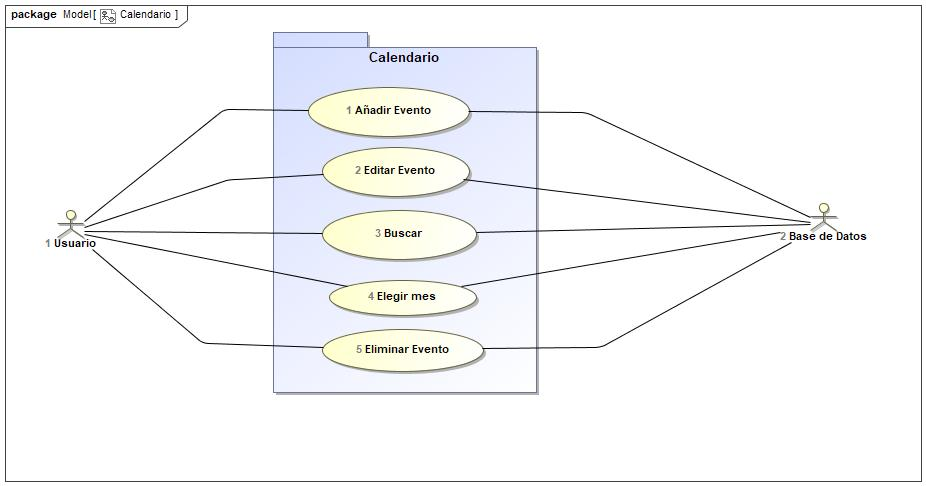 package Model[ Calendario ]
Calendario
1 Añadir Evento
2 Editar Evento
3 Buscar
4 Elegir mes
5 Eliminar Evento
1 Usuario
2 Base de Datos